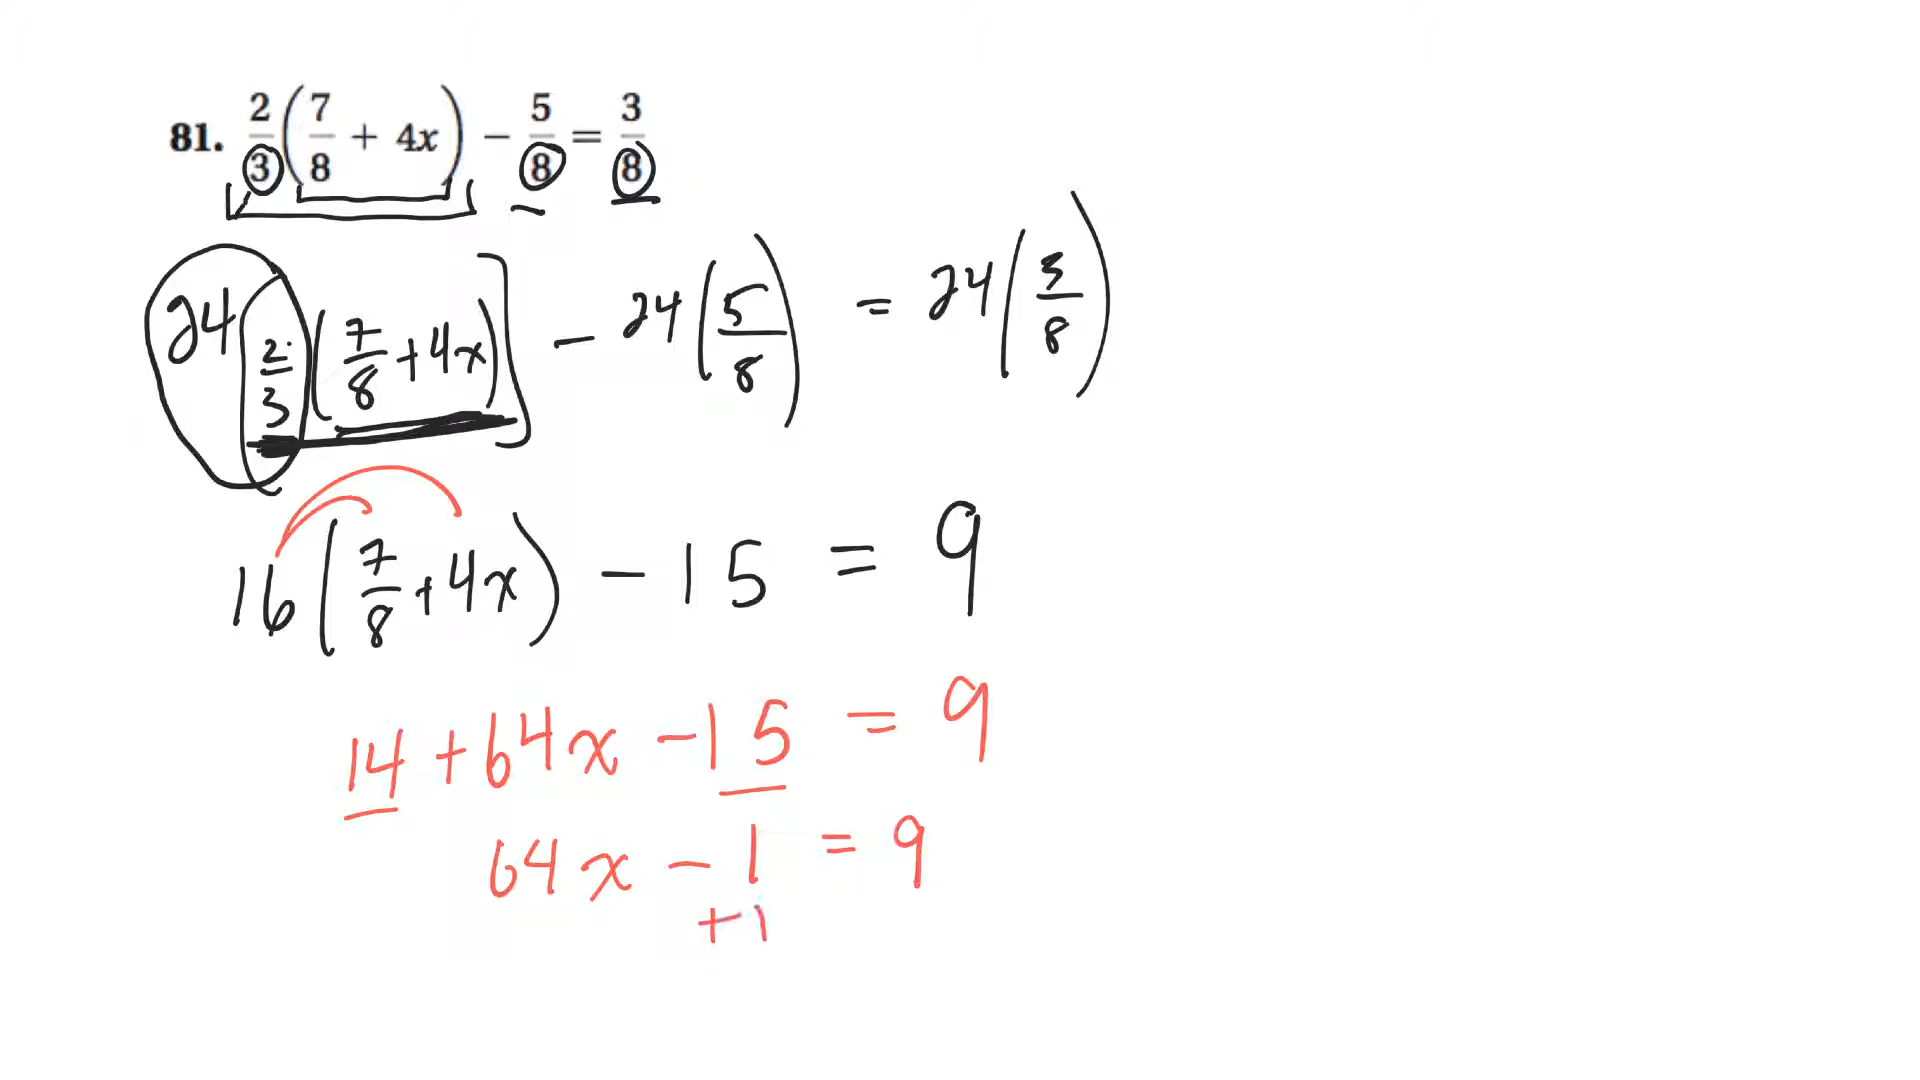 81. 2/3 (7/8 + 4x) − 5/8 = 3/8
24 [2/3 (7/8 + 4x)] − 24 (5/8) = 24 (3/8)
16 (7/8 + 4x) − 15 = 9
14 + 64x − 15 = 9
64x − 1 = 9
+1